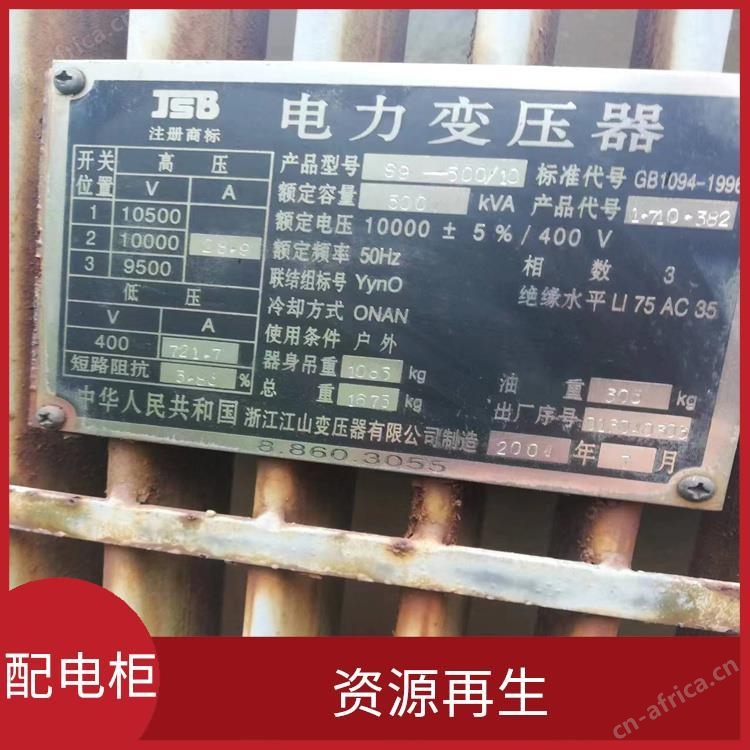 JSB
注册商标
电力变压器
开关位置 高压
V A
1 10500
2 10000 28.9
3 9500
低压
V A
400 721.7
短路阻抗 %
产品型号 S9-500/10 标准代号 GB1094-1996
额定容量 500 kVA 产品代号 1·710·382
额定电压 10000 ± 5%/400 V
额定频率 50Hz 相数 3
联结组标号 YynO 绝缘水平 LI 75 AC 35
冷却方式 ONAN
使用条件 户外
器身吊重 1085 kg 油重 kg
总重 1675 kg 出厂序号
中华人民共和国 浙江江山变压器有限公司制造 年 月
8.860.3055
配电柜
资源再生
cn-africa.cn
cn-africa.cn